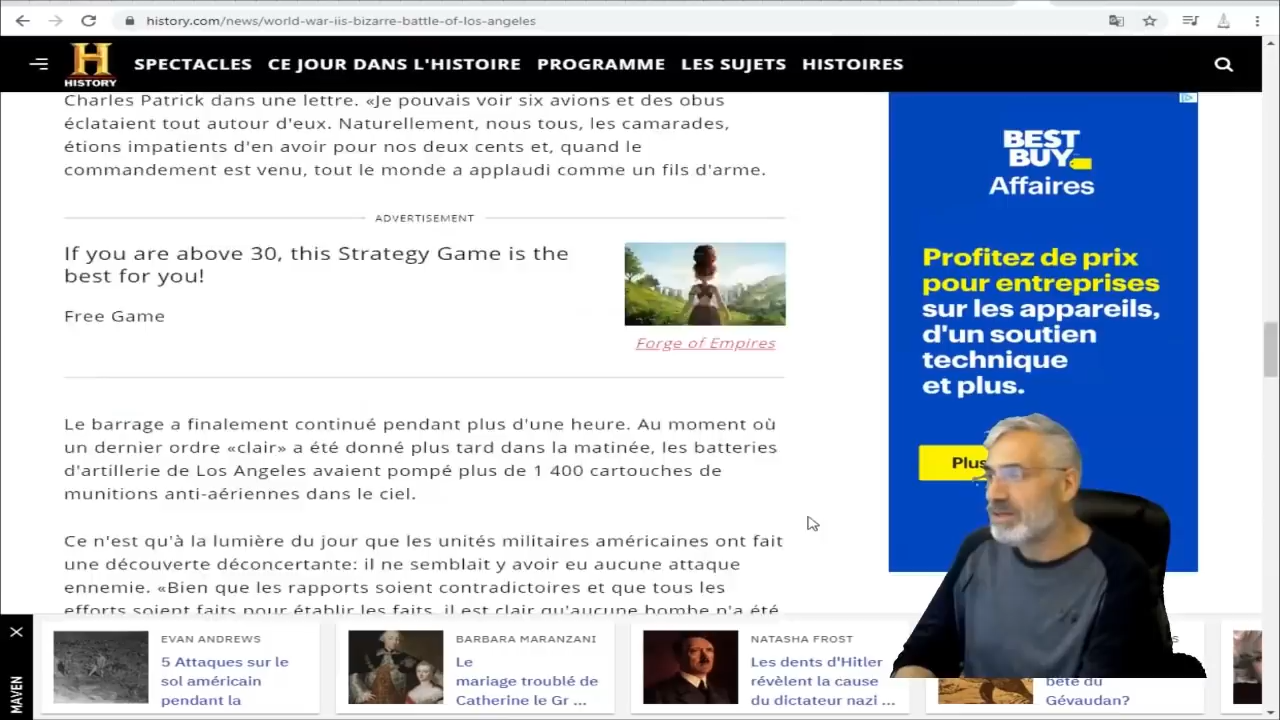 history.com/news/world-war-iis-bizarre-battle-of-los-angeles
H
HISTORY
SPECTACLES CE JOUR DANS L'HISTOIRE PROGRAMME LES SUJETS HISTOIRES
Charles Patrick dans une lettre. «Je pouvais voir six avions et des obus
éclataient tout autour d'eux. Naturellement, nous tous, les camarades,
étions impatients d'en avoir pour nos deux cents et, quand le
commandement est venu, tout le monde a applaudi comme un fils d'arme.
ADVERTISEMENT
If you are above 30, this Strategy Game is the
best for you!
Free Game
Forge of Empires
Le barrage a finalement continué pendant plus d'une heure. Au moment où
un dernier ordre «clair» a été donné plus tard dans la matinée, les batteries
d'artillerie de Los Angeles avaient pompé plus de 1 400 cartouches de
munitions anti-aériennes dans le ciel.
Ce n'est qu'à la lumière du jour que les unités militaires américaines ont fait
une découverte déconcertante: il ne semblait y avoir eu aucune attaque
ennemie. «Bien que les rapports soient contradictoires et que tous les
efforts soient faits pour établir les faits, il est clair qu'aucune bombe n'a été
BEST
BUY
Affaires
Profitez de prix
pour entreprises
sur les appareils,
d'un soutien
technique
et plus.
Plus
MAVEN
EVAN ANDREWS
5 Attaques sur le
sol américain
pendant la
BARBARA MARANZANI
Le
mariage troublé de
Catherine le Gr ...
NATASHA FROST
Les dents d'Hitler
révèlent la cause
du dictateur nazi ...
bête du
Gévaudan?